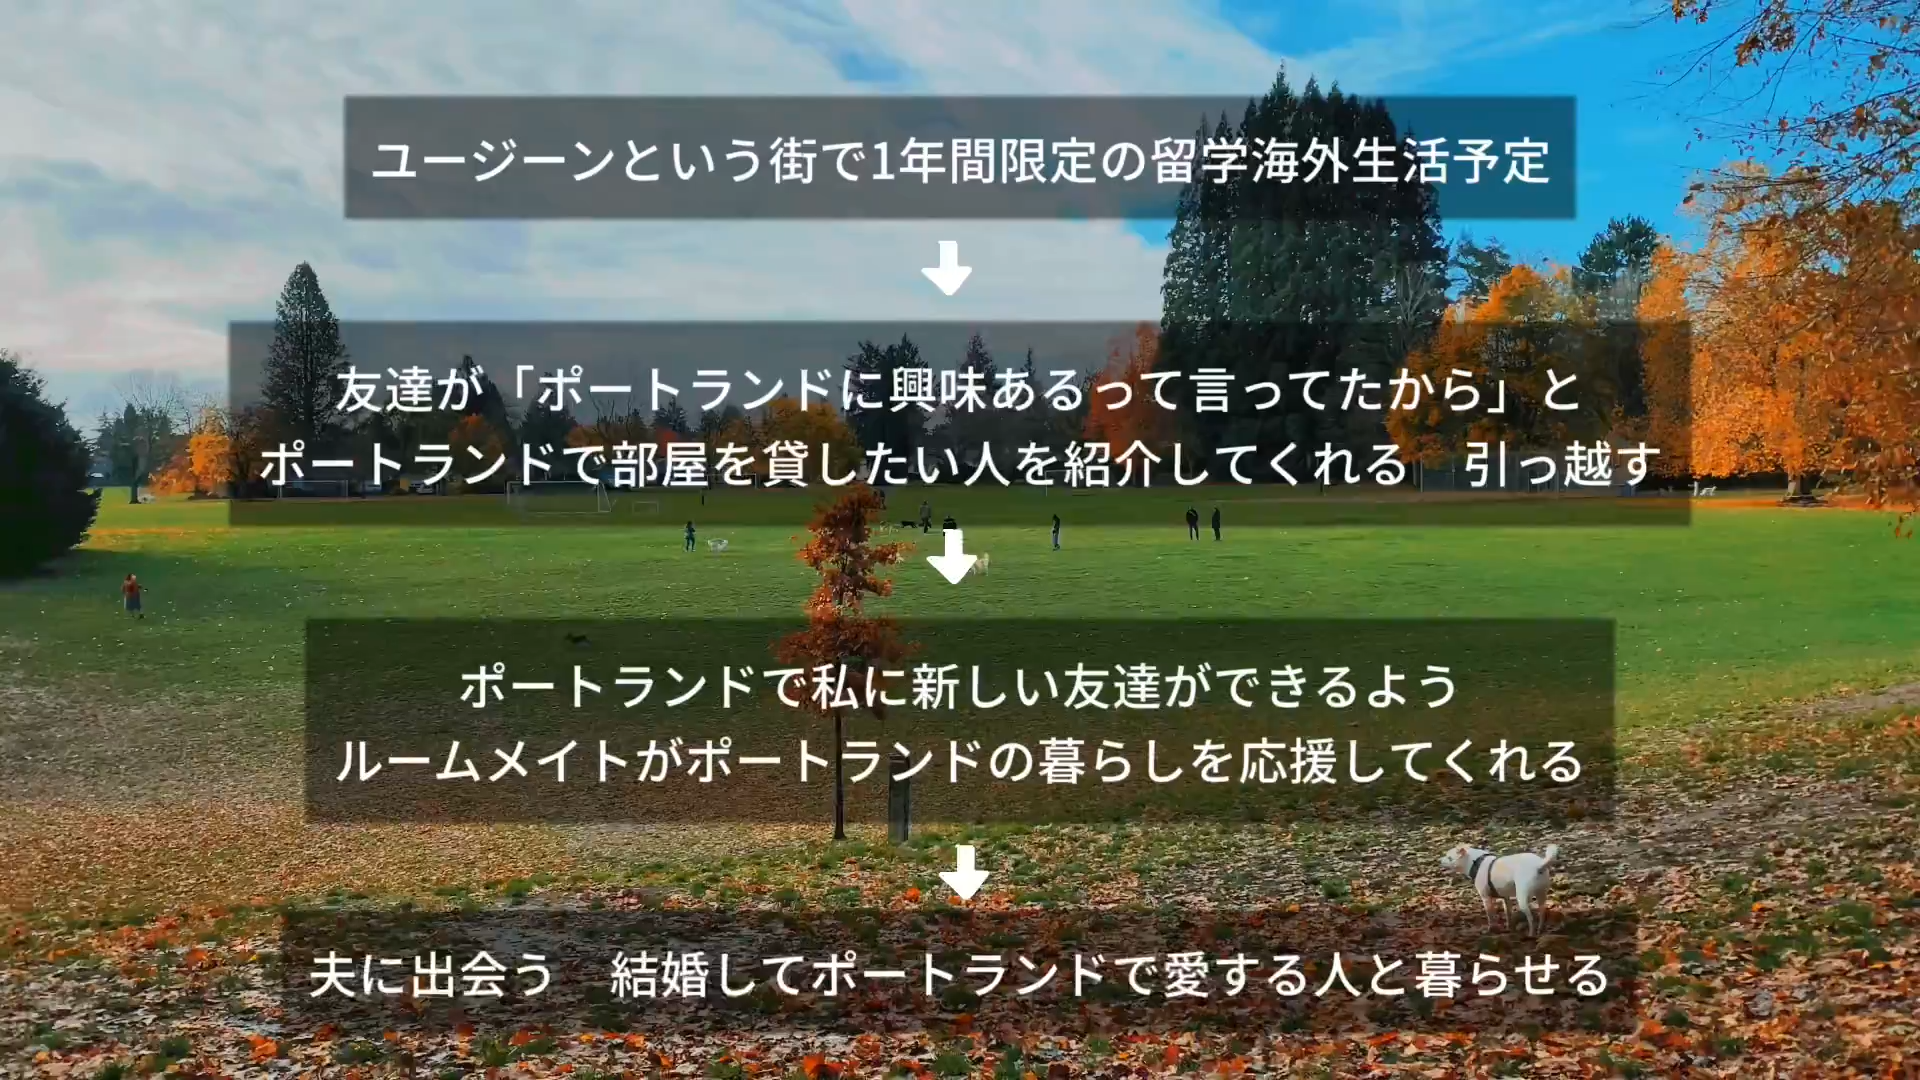 ユージーンという街で1年間限定の留学海外生活予定
友達が「ポートランドに興味あるって言ってたから」と
ポートランドで部屋を貸したい人を紹介してくれる　引っ越す
ポートランドで私に新しい友達ができるよう
ルームメイトがポートランドの暮らしを応援してくれる
夫に出会う　結婚してポートランドで愛する人と暮らせる